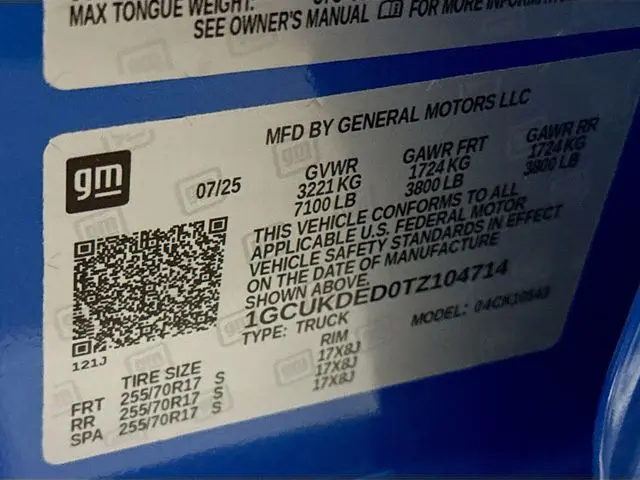 MAX TONGUE WEIGHT:
SEE OWNER'S MANUAL FOR MORE INFORMATION
MFD BY GENERAL MOTORS LLC
gm
07/25
GVWR GAWR FRT GAWR RR
3221 KG 1724 KG 1724 KG
7100 LB 3800 LB 3800 LB
THIS VEHICLE CONFORMS TO ALL
APPLICABLE U.S. FEDERAL MOTOR
VEHICLE SAFETY STANDARDS IN EFFECT
ON THE DATE OF MANUFACTURE
SHOWN ABOVE.
1GCUKDED0TZ104714
TYPE: TRUCK MODEL:
121J
TIRE SIZE RIM
FRT 255/70R17 S 17X8J
RR 255/70R17 S 17X8J
SPA 255/70R17 S 17X8J